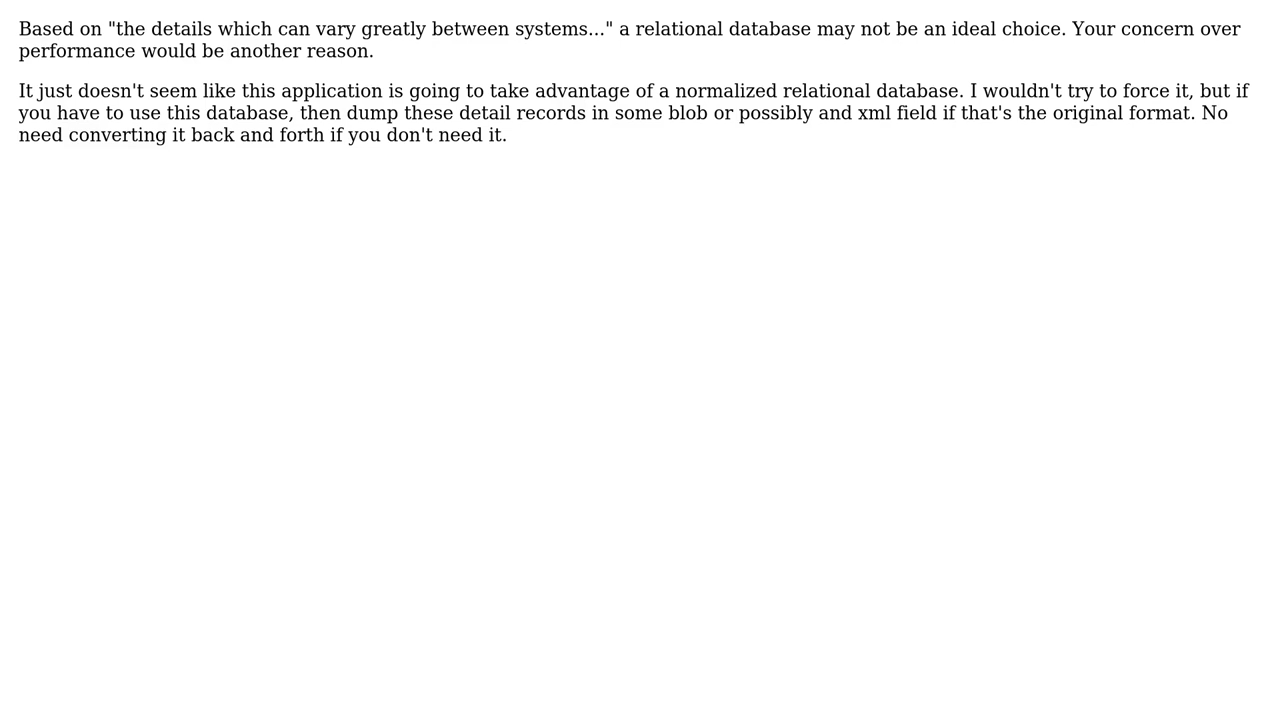 Based on "the details which can vary greatly between systems..." a relational database may not be an ideal choice. Your concern over
performance would be another reason.
It just doesn't seem like this application is going to take advantage of a normalized relational database. I wouldn't try to force it, but if
you have to use this database, then dump these detail records in some blob or possibly and xml field if that's the original format. No
need converting it back and forth if you don't need it.